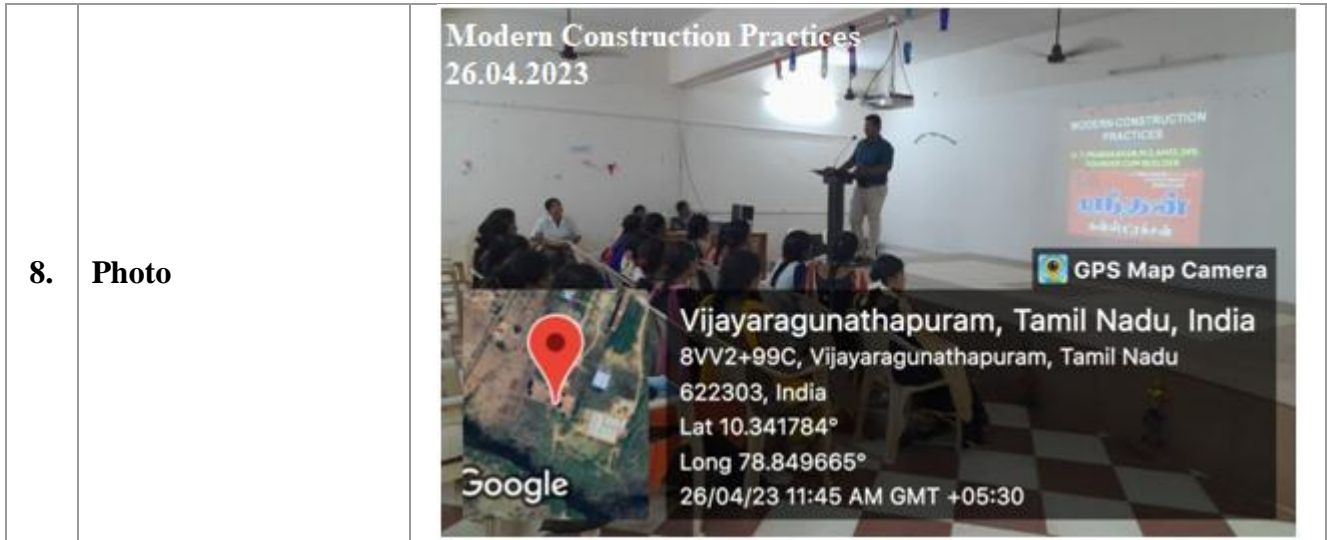 8. Photo
Modern Construction Practices
26.04.2023
MODERN CONSTRUCTION
PRACTICES
GPS Map Camera
Vijayaragunathapuram, Tamil Nadu, India
8VV2+99C, Vijayaragunathapuram, Tamil Nadu
622303, India
Lat 10.341784°
Long 78.849665°
26/04/23 11:45 AM GMT +05:30
Google